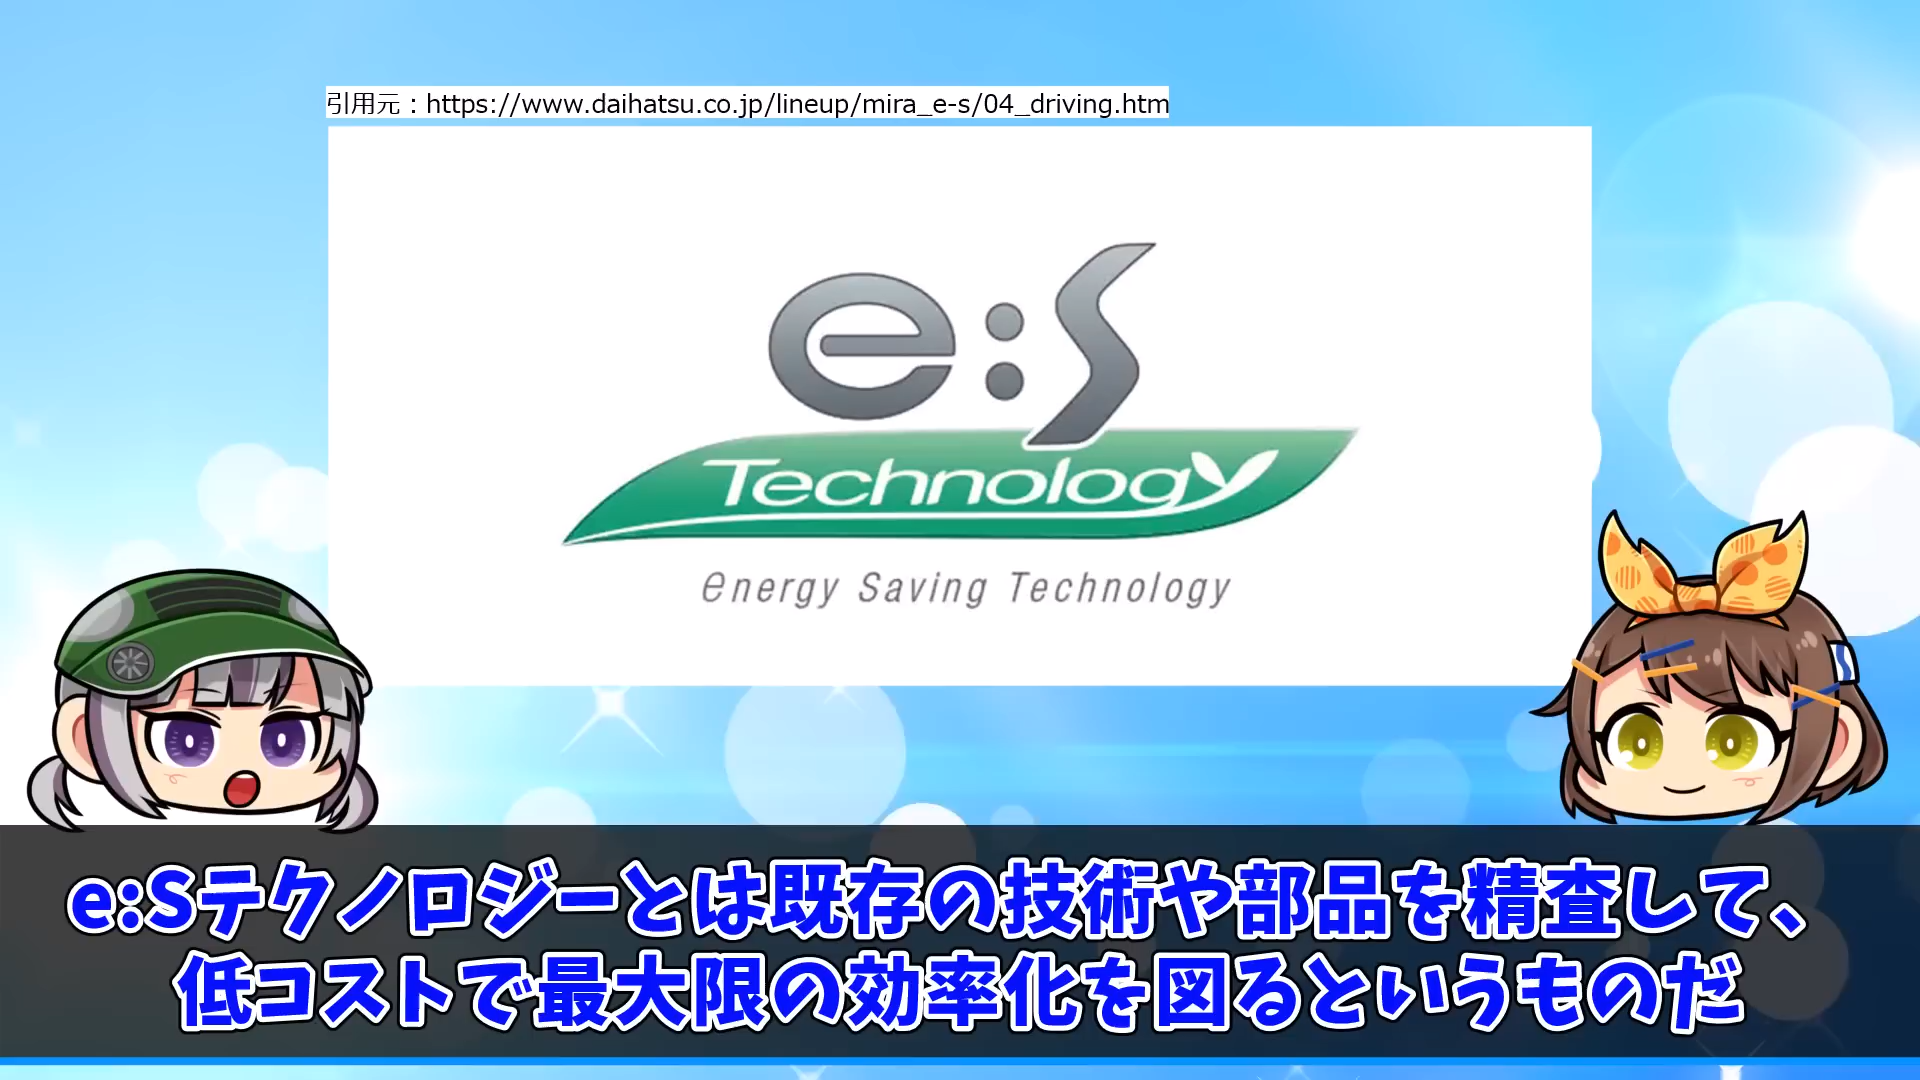 引用元：https://www.daihatsu.co.jp/lineup/mira_e-s/04_driving.htm
e:S
Technology
energy Saving Technology
e:Sテクノロジーとは既存の技術や部品を精査して、
低コストで最大限の効率化を図るというものだ